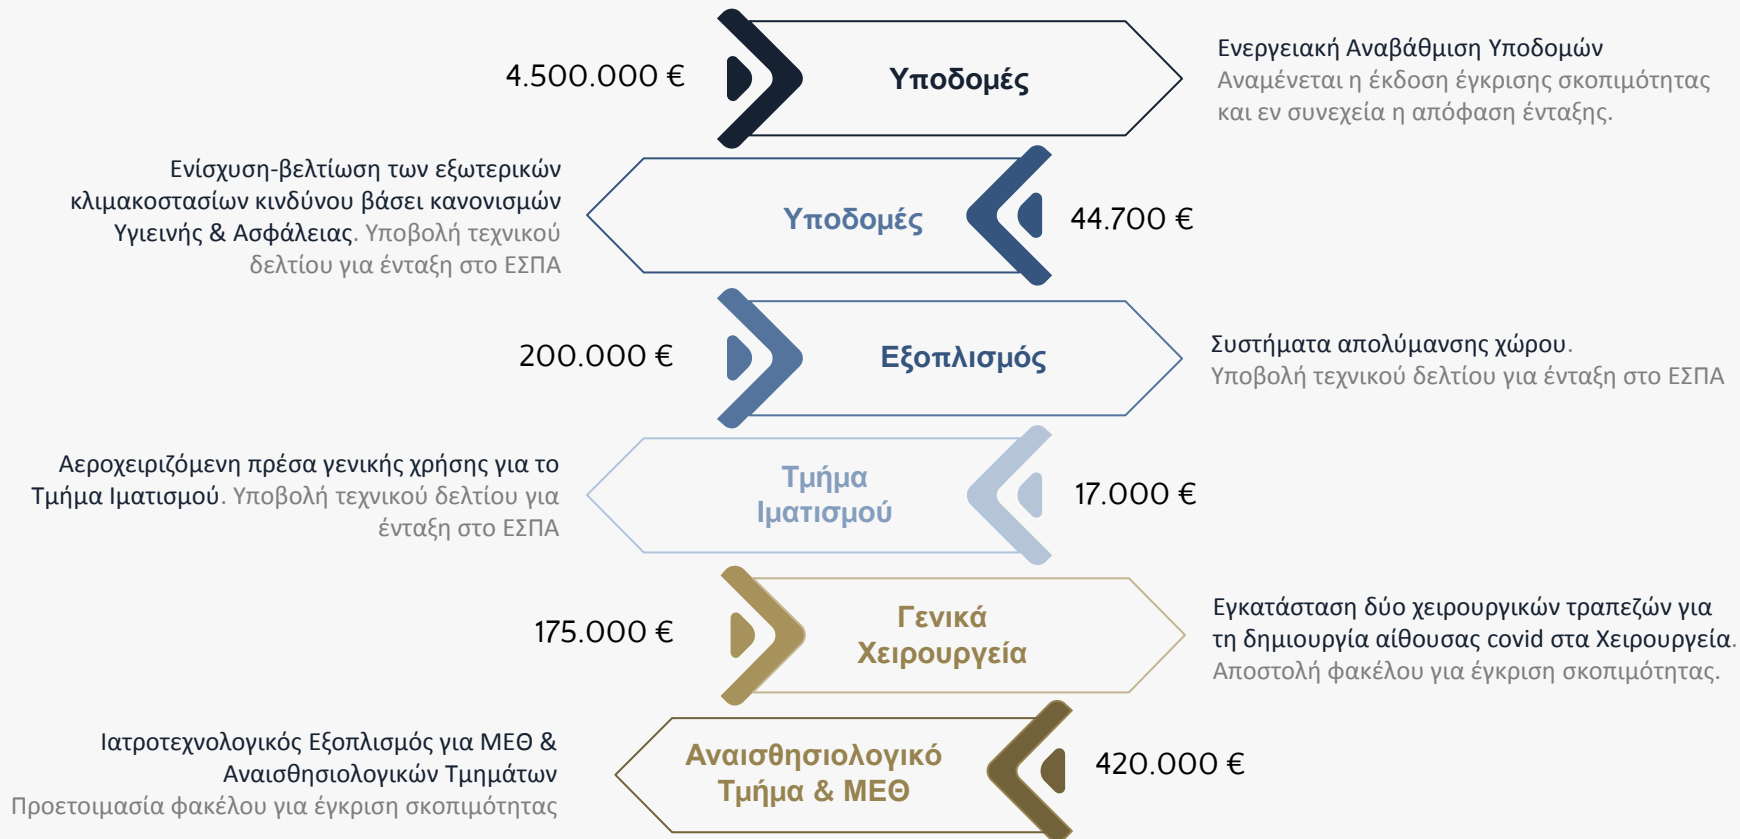 4.500.000 €
Υποδομές
Ενεργειακή Αναβάθμιση Υποδομών
Αναμένεται η έκδοση έγκρισης σκοπιμότητας
και εν συνεχεία η απόφαση ένταξης.
Ενίσχυση-βελτίωση των εξωτερικών
κλιμακοστασίων κινδύνου βάσει κανονισμών
Υγιεινής & Ασφάλειας. Υποβολή τεχνικού
δελτίου για ένταξη στο ΕΣΠΑ
Υποδομές
44.700 €
200.000 €
Εξοπλισμός
Συστήματα απολύμανσης χώρου.
Υποβολή τεχνικού δελτίου για ένταξη στο ΕΣΠΑ
Αεροχειριζόμενη πρέσα γενικής χρήσης για το
Τμήμα Ιματισμού. Υποβολή τεχνικού δελτίου για
ένταξη στο ΕΣΠΑ
Τμήμα
Ιματισμού
17.000 €
175.000 €
Γενικά
Χειρουργεία
Εγκατάσταση δύο χειρουργικών τραπεζών για
τη δημιουργία αίθουσας covid στα Χειρουργεία.
Αποστολή φακέλου για έγκριση σκοπιμότητας.
Ιατροτεχνολογικός Εξοπλισμός για ΜΕΘ &
Αναισθησιολογικών Τμημάτων
Προετοιμασία φακέλου για έγκριση σκοπιμότητας
Αναισθησιολογικό
Τμήμα & ΜΕΘ
420.000 €